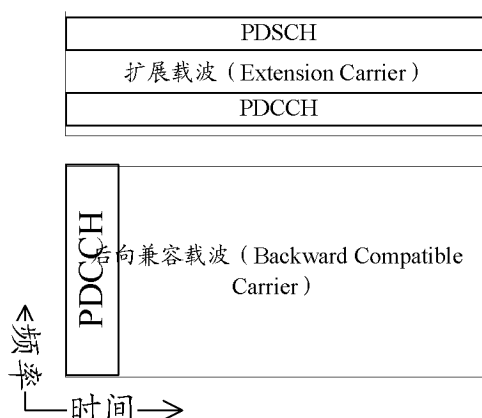 PDSCH
扩展载波（Extension Carrier）
PDCCH
PDCCH
后向兼容载波（Backward Compatible
Carrier）
频率
时间